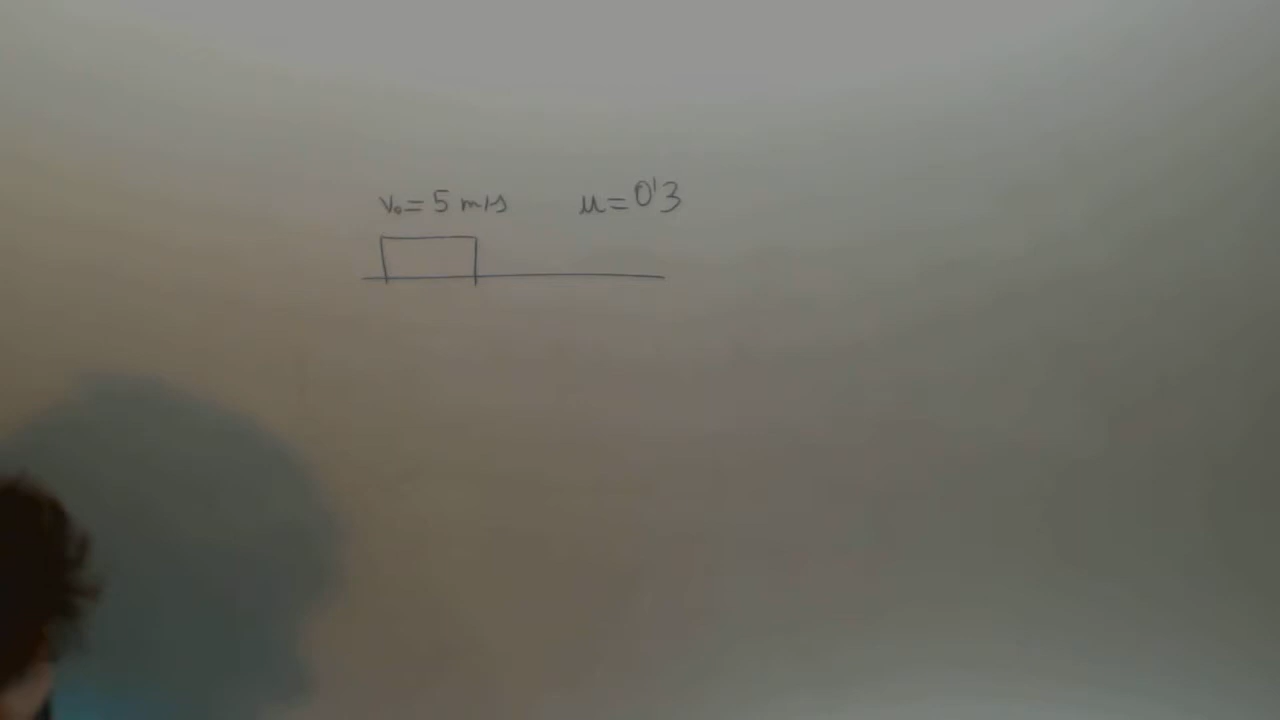 v₀ = 5 m/s μ = 0'3